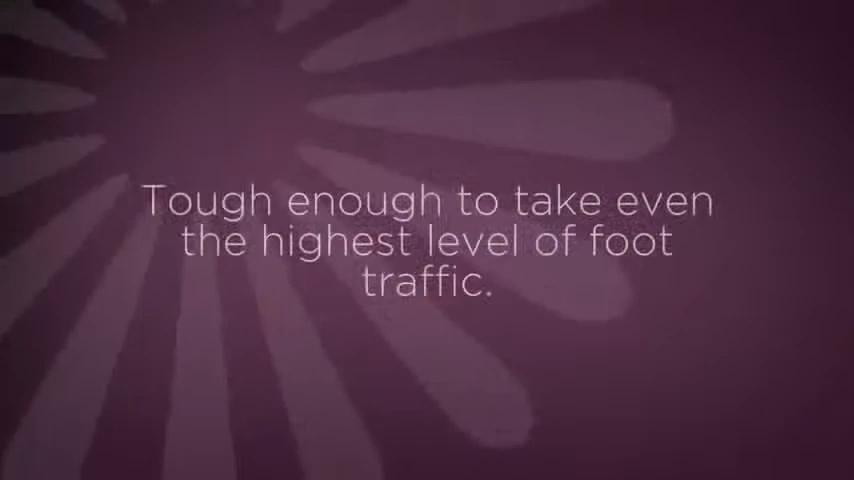 Tough enough to take even
the highest level of foot
traffic.